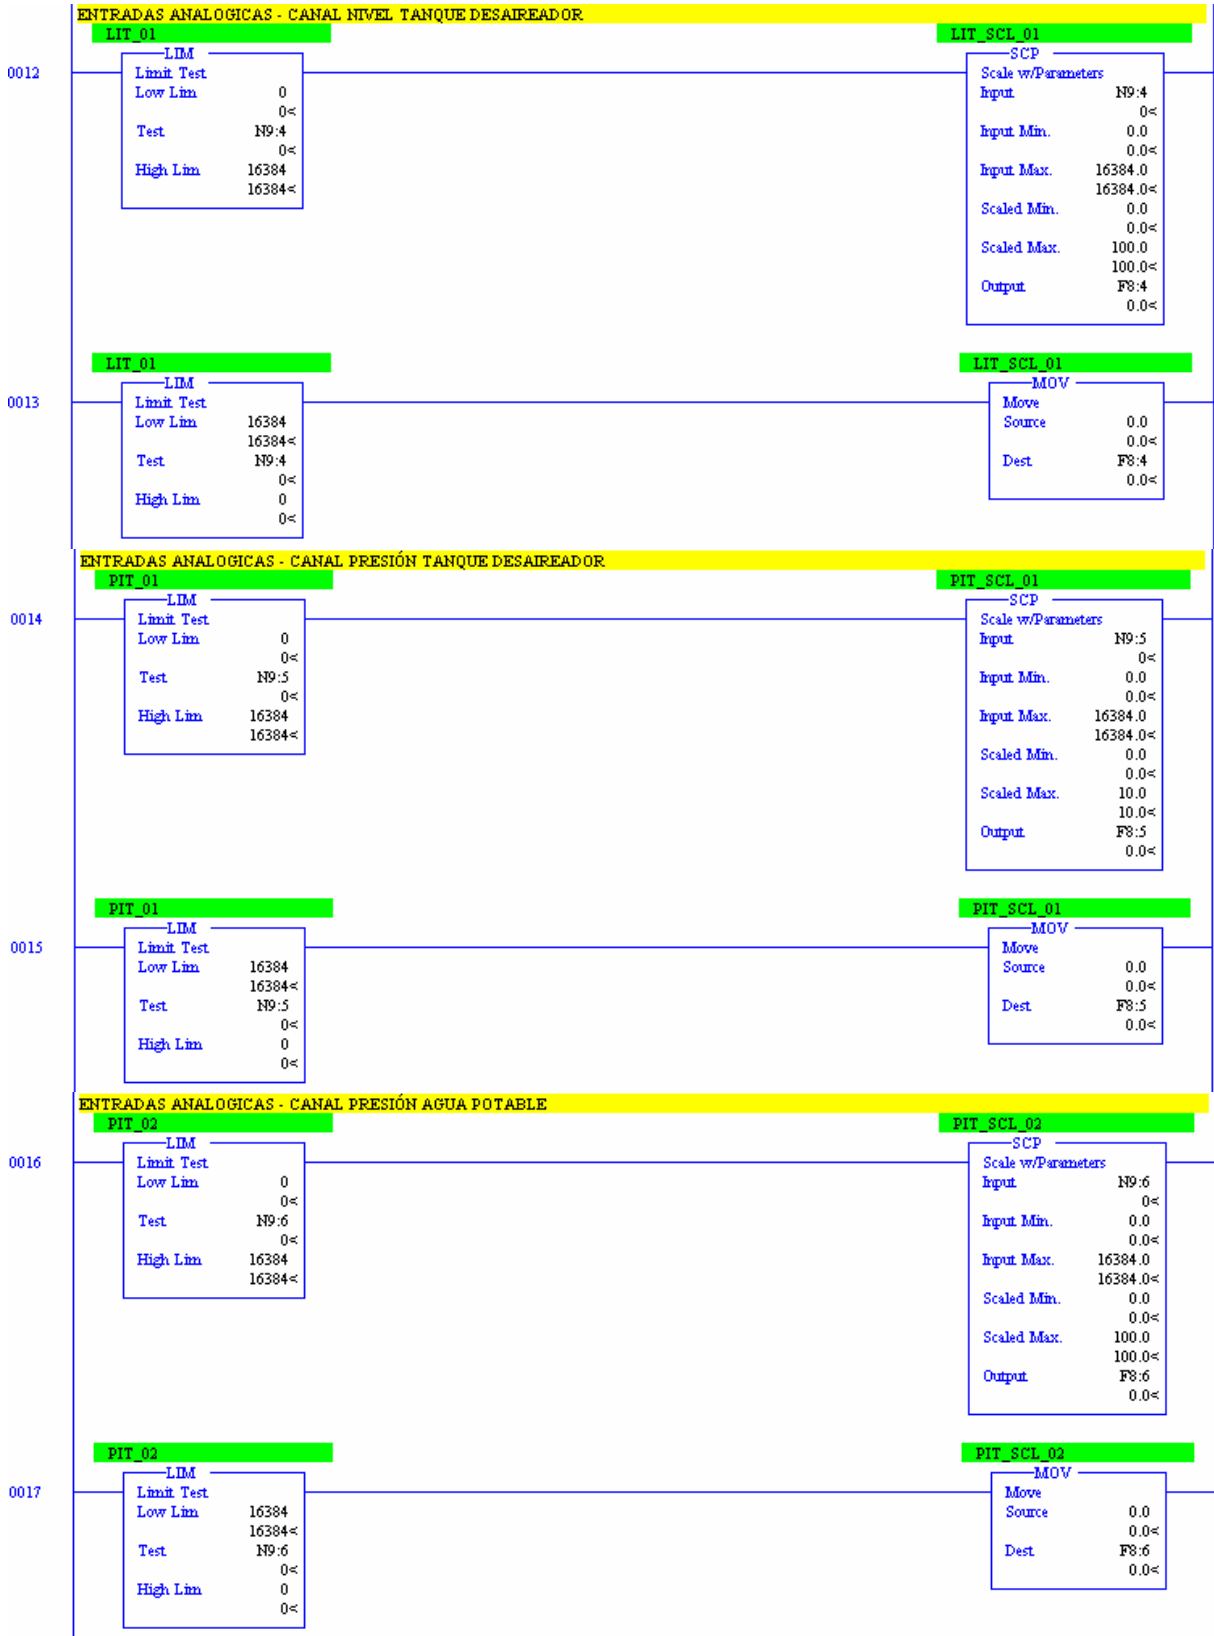 ENTRADAS ANALOGICAS - CANAL NIVEL TANQUE DESAIREADOR
LIT_01 LIT_SCL_01
LIM SCP
0012 Limit Test Scale w/Parameters
Low Lim 0 Input N9:4
0< 0<
Test N9:4 Input Min. 0.0
0< 0.0<
High Lim 16384 Input Max. 16384.0
16384< 16384.0<
Scaled Min. 0.0
0.0<
Scaled Max. 100.0
100.0<
Output F8:4
0.0<
LIT_01 LIT_SCL_01
LIM MOV
0013 Limit Test Move
Low Lim 16384 Source 0.0
16384< 0.0<
Test N9:4 Dest F8:4
0< 0.0<
High Lim 0
0<
ENTRADAS ANALOGICAS - CANAL PRESIÓN TANQUE DESAIREADOR
PIT_01 PIT_SCL_01
LIM SCP
0014 Limit Test Scale w/Parameters
Low Lim 0 Input N9:5
0< 0<
Test N9:5 Input Min. 0.0
0< 0.0<
High Lim 16384 Input Max. 16384.0
16384< 16384.0<
Scaled Min. 0.0
0.0<
Scaled Max. 10.0
10.0<
Output F8:5
0.0<
PIT_01 PIT_SCL_01
LIM MOV
0015 Limit Test Move
Low Lim 16384 Source 0.0
16384< 0.0<
Test N9:5 Dest F8:5
0< 0.0<
High Lim 0
0<
ENTRADAS ANALOGICAS - CANAL PRESIÓN AGUA POTABLE
PIT_02 PIT_SCL_02
LIM SCP
0016 Limit Test Scale w/Parameters
Low Lim 0 Input N9:6
0< 0<
Test N9:6 Input Min. 0.0
0< 0.0<
High Lim 16384 Input Max. 16384.0
16384< 16384.0<
Scaled Min. 0.0
0.0<
Scaled Max. 100.0
100.0<
Output F8:6
0.0<
PIT_02 PIT_SCL_02
LIM MOV
0017 Limit Test Move
Low Lim 16384 Source 0.0
16384< 0.0<
Test N9:6 Dest F8:6
0< 0.0<
High Lim 0
0<